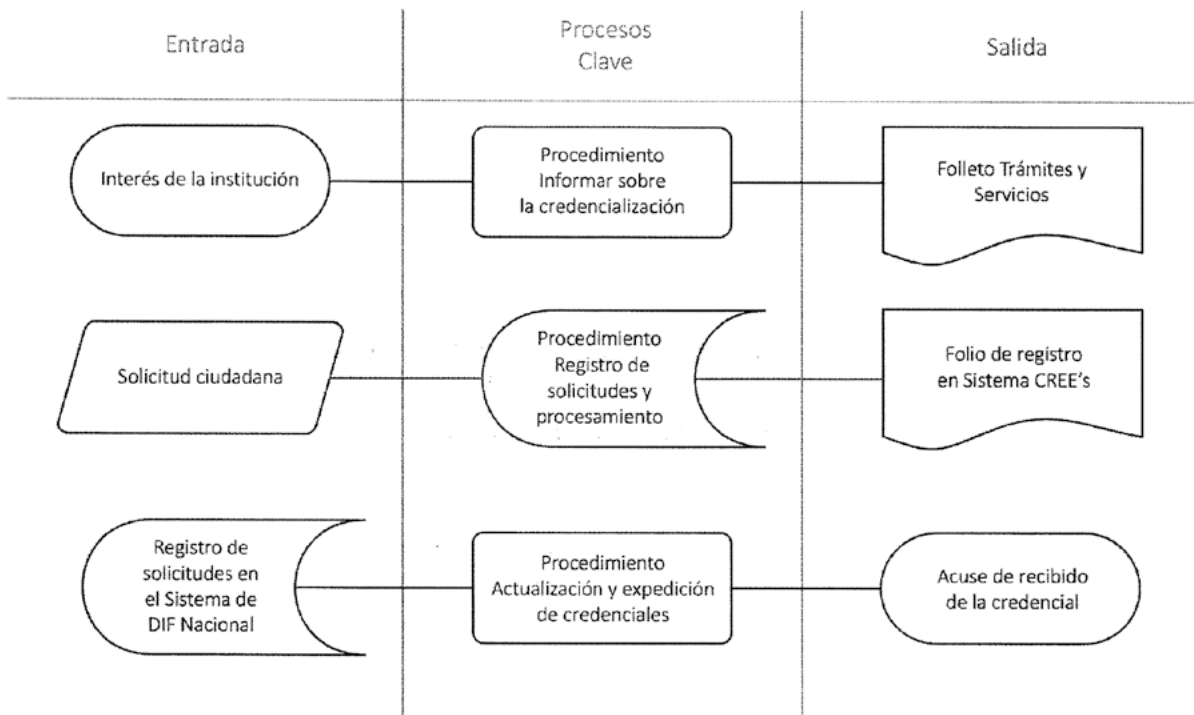 Entrada
Procesos
Clave
Salida
Interés de la institución
Procedimiento
Informar sobre
la credencialización
Folleto Trámites y
Servicios
Solicitud ciudadana
Procedimiento
Registro de
solicitudes y
procesamiento
Folio de registro
en Sistema CREE's
Registro de
solicitudes en
el Sistema de
DIF Nacional
Procedimiento
Actualización y expedición
de credenciales
Acuse de recibido
de la credencial